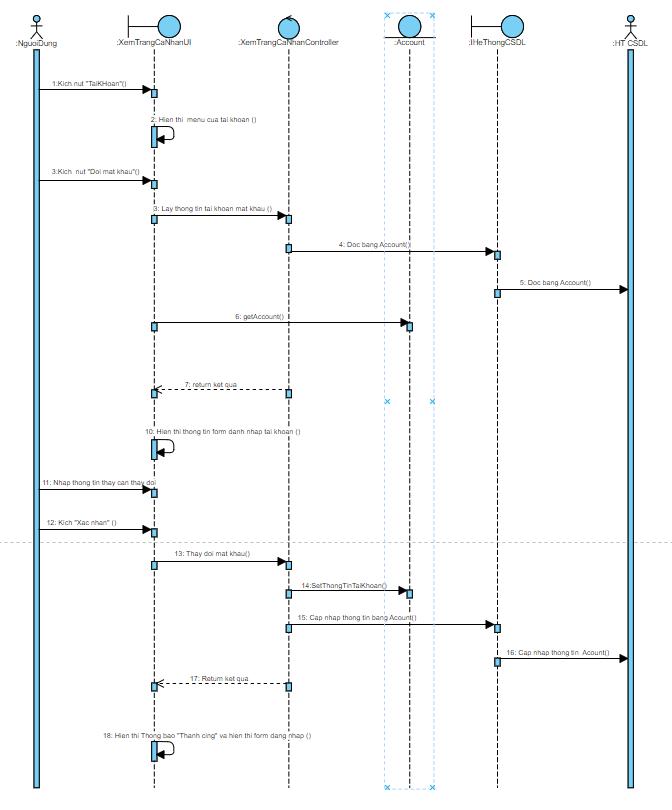 :NguoiDung
:XemTrangCaNhanUI
:XemTrangCaNhanController
:Account
:IHeThongCSDL
:HT CSDL
1:Kich nut "TaiKHoan"()
2: Hien thi menu cua tai khoan ()
3:Kich nut "Doi mat khau"()
3: Lay thong tin tai khoan mat khau ()
4: Doc bang Account()
5: Doc bang Account()
6: getAccount()
7: return ket qua
10: Hien thi thong tin form danh nhap tai khoan ()
11: Nhap thong tin thay can thay doi
12: Kich "Xac nhan" ()
13: Thay doi mat khau()
14:SetThongTinTaiKhoan()
15: Cap nhap thong tin bang Acount()
16: Cap nhap thong tin Acount()
17: Return ket qua
18: Hien thi Thong bao "Thanh cing" va hien thi form dang nhap ()